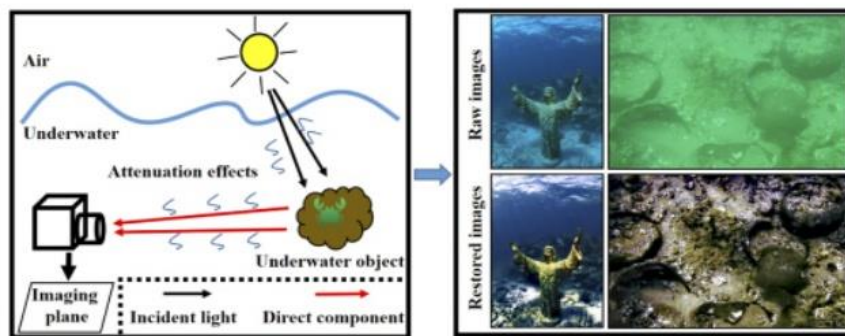 Air
Underwater
Attenuation effects
Underwater object
Imaging
plane
Incident light
Direct component
Raw images
Restored images